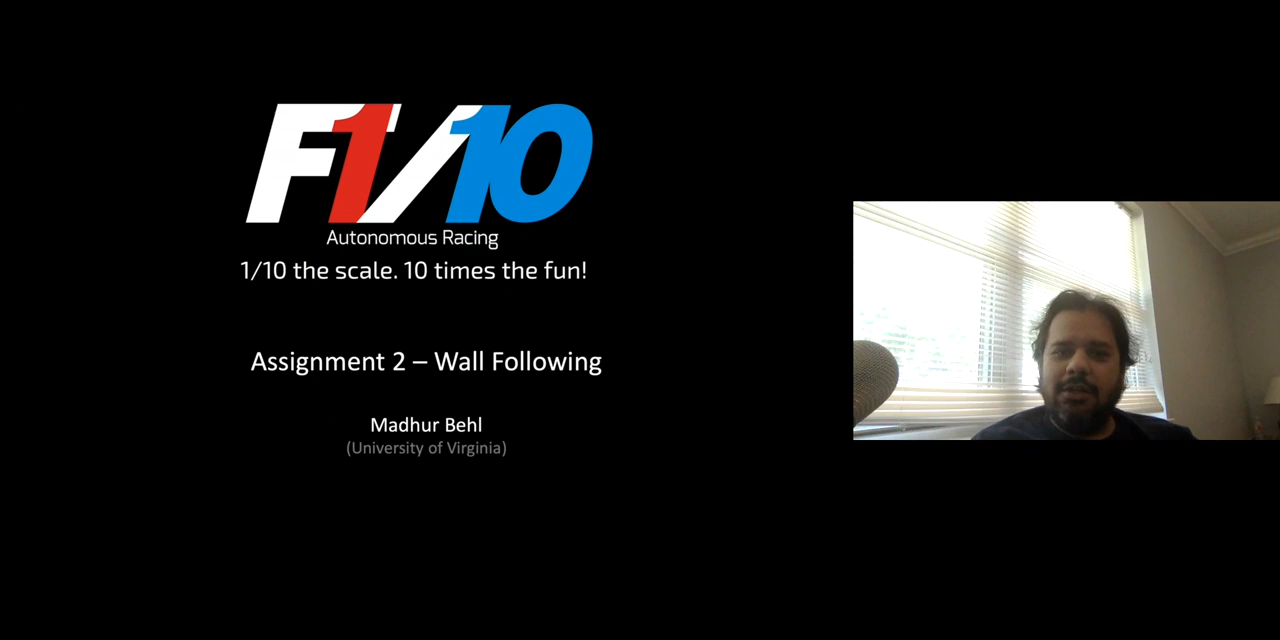 F1/10
Autonomous Racing
1/10 the scale. 10 times the fun!
Assignment 2 – Wall Following
Madhur Behl
(University of Virginia)